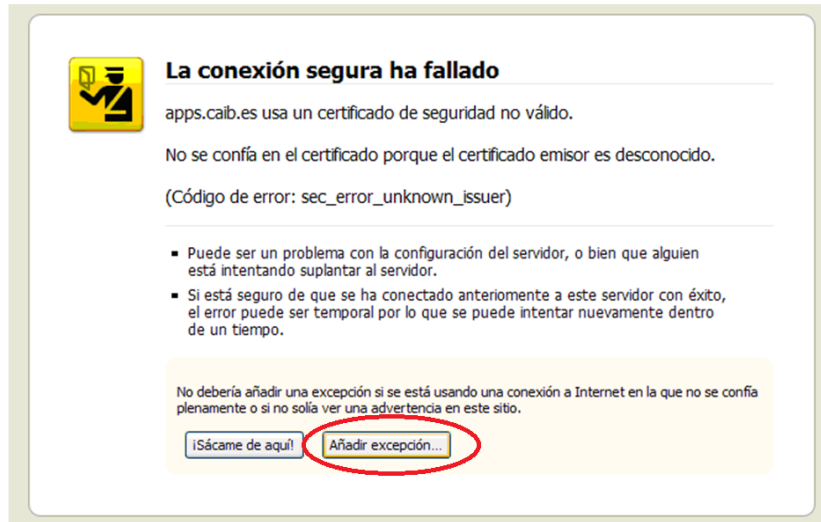 La conexión segura ha fallado
apps.caib.es usa un certificado de seguridad no válido.
No se confía en el certificado porque el certificado emisor es desconocido.
(Código de error: sec_error_unknown_issuer)
Puede ser un problema con la configuración del servidor, o bien que alguien
está intentando suplantar al servidor.
Si está seguro de que se ha conectado anteriormente a este servidor con éxito,
el error puede ser temporal por lo que se puede intentar nuevamente dentro
de un tiempo.
No debería añadir una excepción si se está usando una conexión a Internet en la que no se confía
plenamente o si no solía ver una advertencia en este sitio.
¡Sácame de aquí! Añadir excepción...